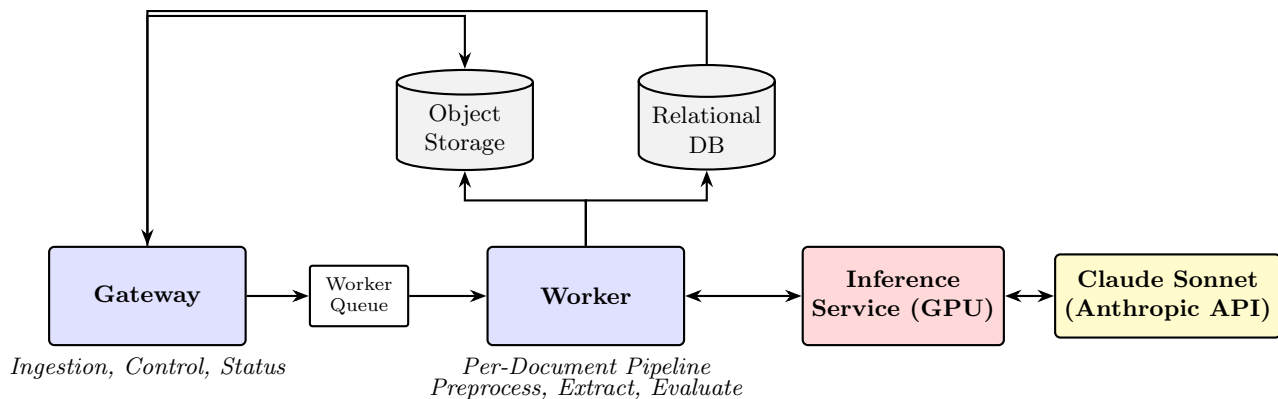 Object
Storage
Relational
DB
Gateway
Worker
Queue
Worker
Inference
Service (GPU)
Claude Sonnet
(Anthropic API)
Ingestion, Control, Status
Per-Document Pipeline
Preprocess, Extract, Evaluate